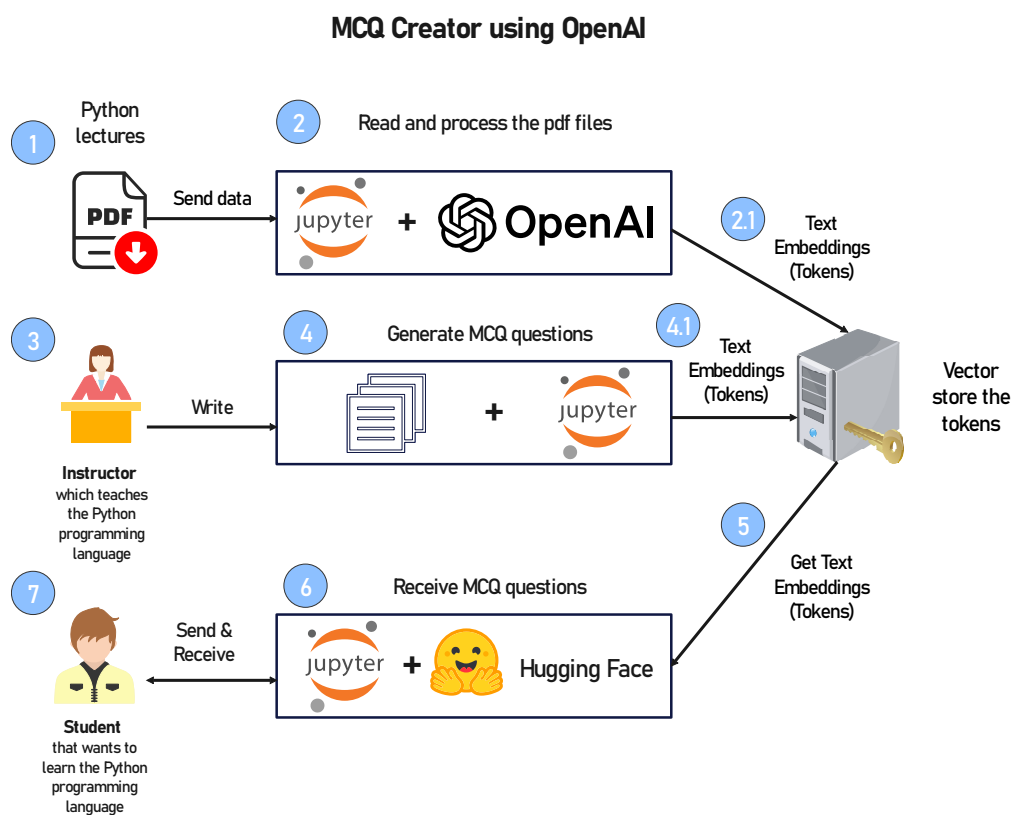 MCQ Creator using OpenAI
1
Python
lectures
PDF
Send data
2
Read and process the pdf files
jupyter
+
OpenAI
2.1
Text
Embeddings
(Tokens)
3
Instructor
which teaches
the Python
programming
language
Write
4
Generate MCQ questions
+
jupyter
4.1
Text
Embeddings
(Tokens)
Vector
store the
tokens
5
Get Text
Embeddings
(Tokens)
6
Receive MCQ questions
jupyter
+
Hugging Face
7
Send &
Receive
Student
that wants to
learn the Python
programming
language